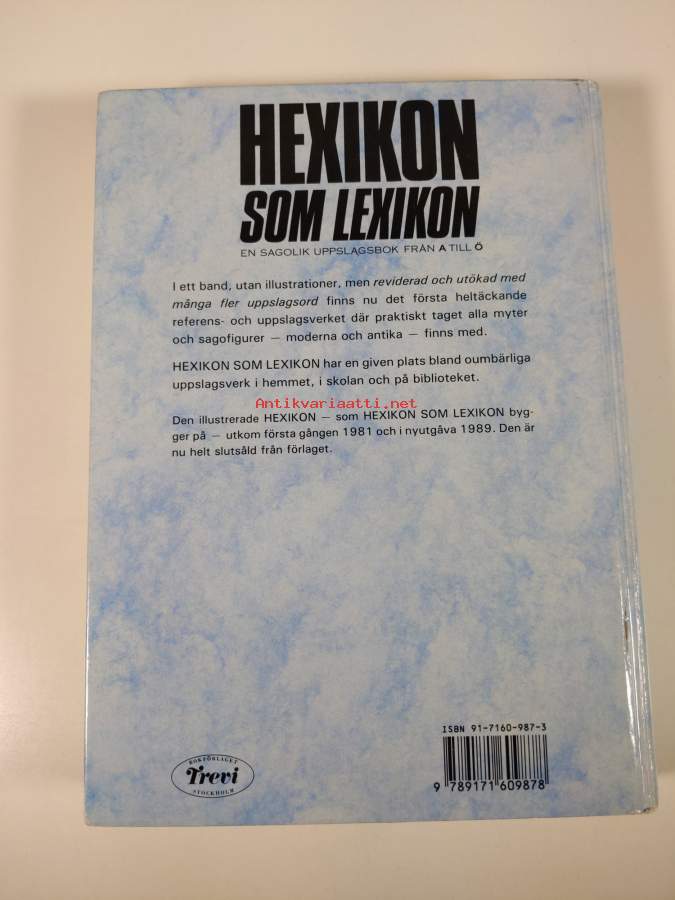 HEXIKON
SOM LEXIKON
EN SAGOLIK UPPSLAGSBOK FRÅN A TILL Ö
I ett band, utan illustrationer, men reviderad och utökad med
många fler uppslagsord finns nu det första heltäckande
referens- och uppslagsverket där praktiskt taget alla myter
och sagofigurer — moderna och antika — finns med.
HEXIKON SOM LEXIKON har en given plats bland oumbärliga
uppslagsverk i hemmet, i skolan och på biblioteket.
Antikvariaatti.net
Den illustrerade HEXIKON — som HEXIKON SOM LEXIKON byg-
ger på — utkom första gången 1981 och i nyutgåva 1989. Den är
nu helt slutsåld från förlaget.
ISBN 91-7160-987-3
9 789171 609878
BOKFÖRLAGET
Trevi
STOCKHOLM